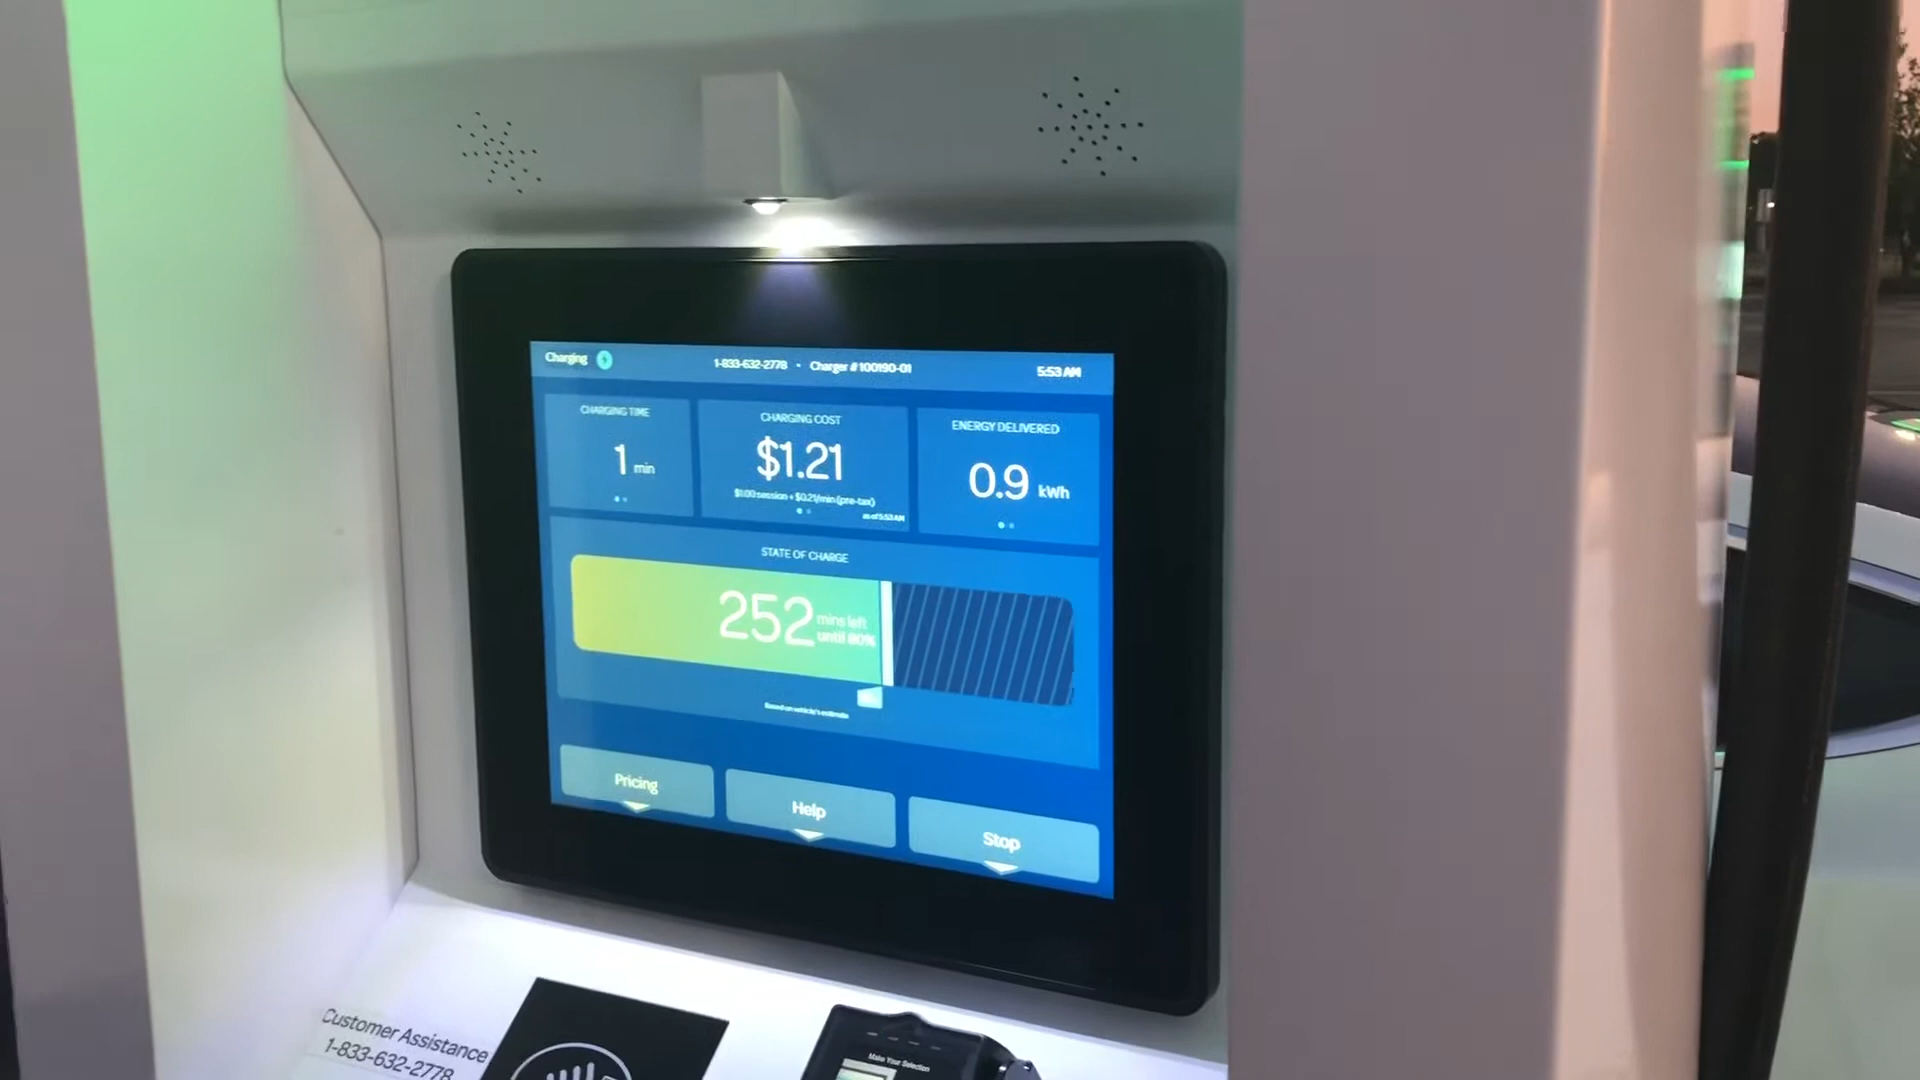 Charging
1-833-632-2778 - Charger # 100190-01
5:53 AM
CHARGING TIME
1 min
CHARGING COST
$1.21
$1.00 session + $0.21/min (pre-tax)
as of 5:53 AM
ENERGY DELIVERED
0.9 kWh
STATE OF CHARGE
252 mins left
until 80%
Based on vehicle's estimate
Pricing
Help
Stop
Customer Assistance
1-833-632-2778
Make Your Selection